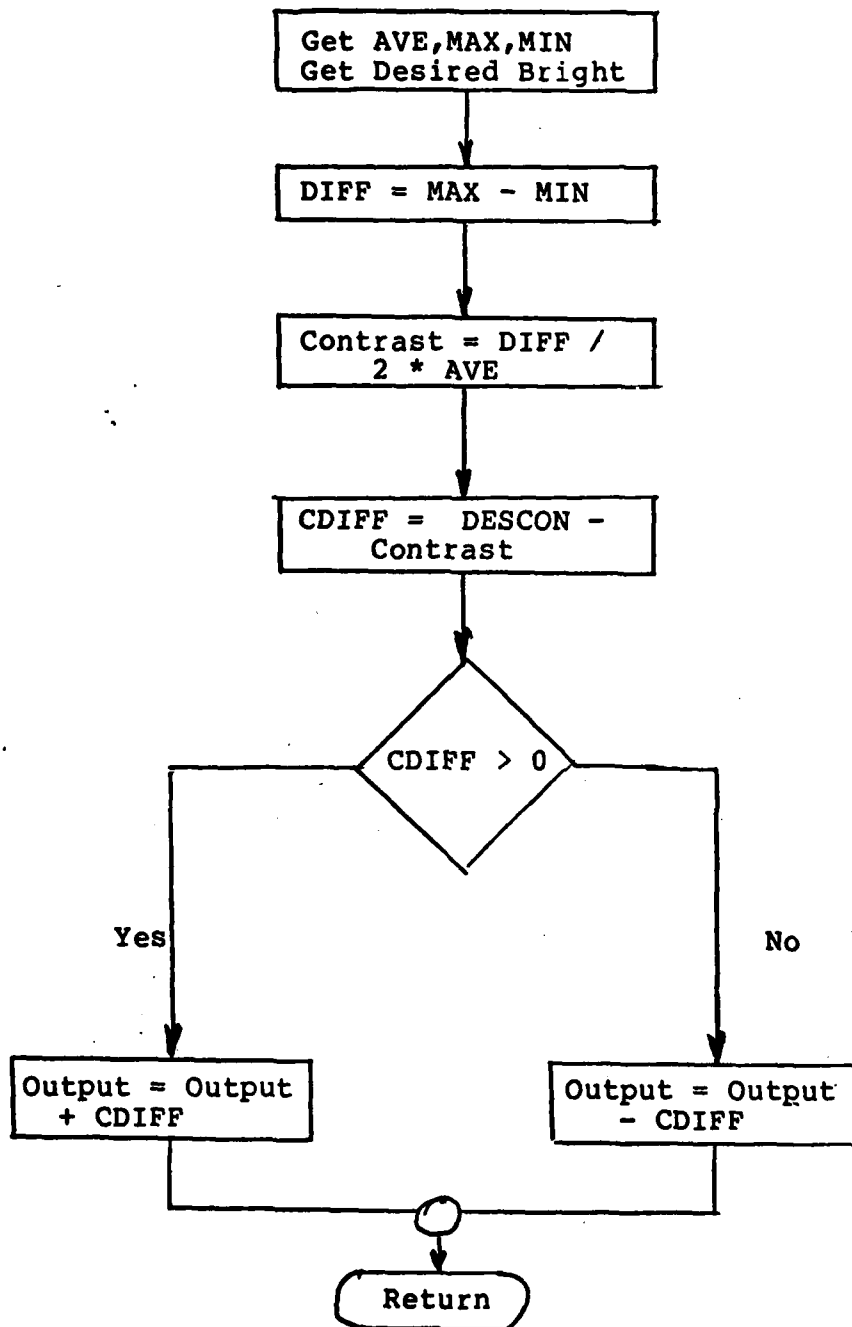 Get AVE,MAX,MIN
Get Desired Bright
DIFF = MAX - MIN
Contrast = DIFF /
2 * AVE
CDIFF = DESCON -
Contrast
CDIFF > 0
Yes
No
Output = Output
+ CDIFF
Output = Output
- CDIFF
Return